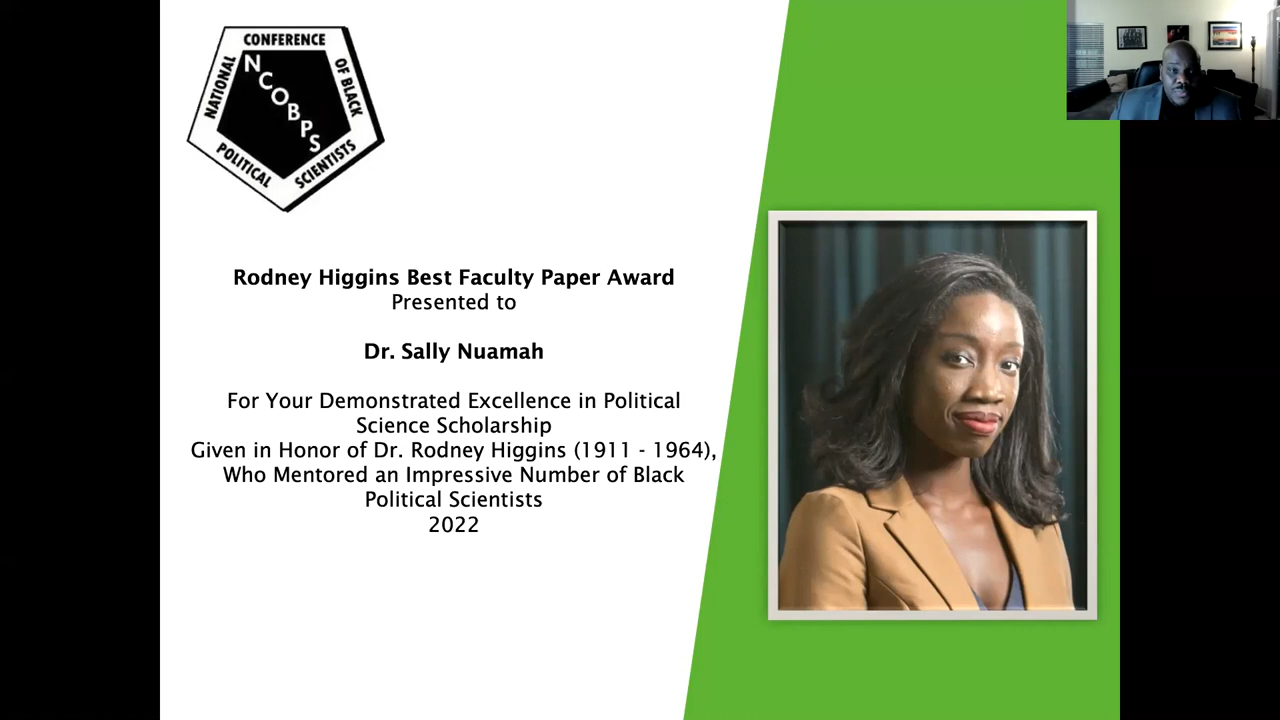 NATIONAL
CONFERENCE
OF BLACK
POLITICAL
SCIENTISTS
NCOBPS
Rodney Higgins Best Faculty Paper Award
Presented to
Dr. Sally Nuamah
For Your Demonstrated Excellence in Political
Science Scholarship
Given in Honor of Dr. Rodney Higgins (1911 - 1964),
Who Mentored an Impressive Number of Black
Political Scientists
2022